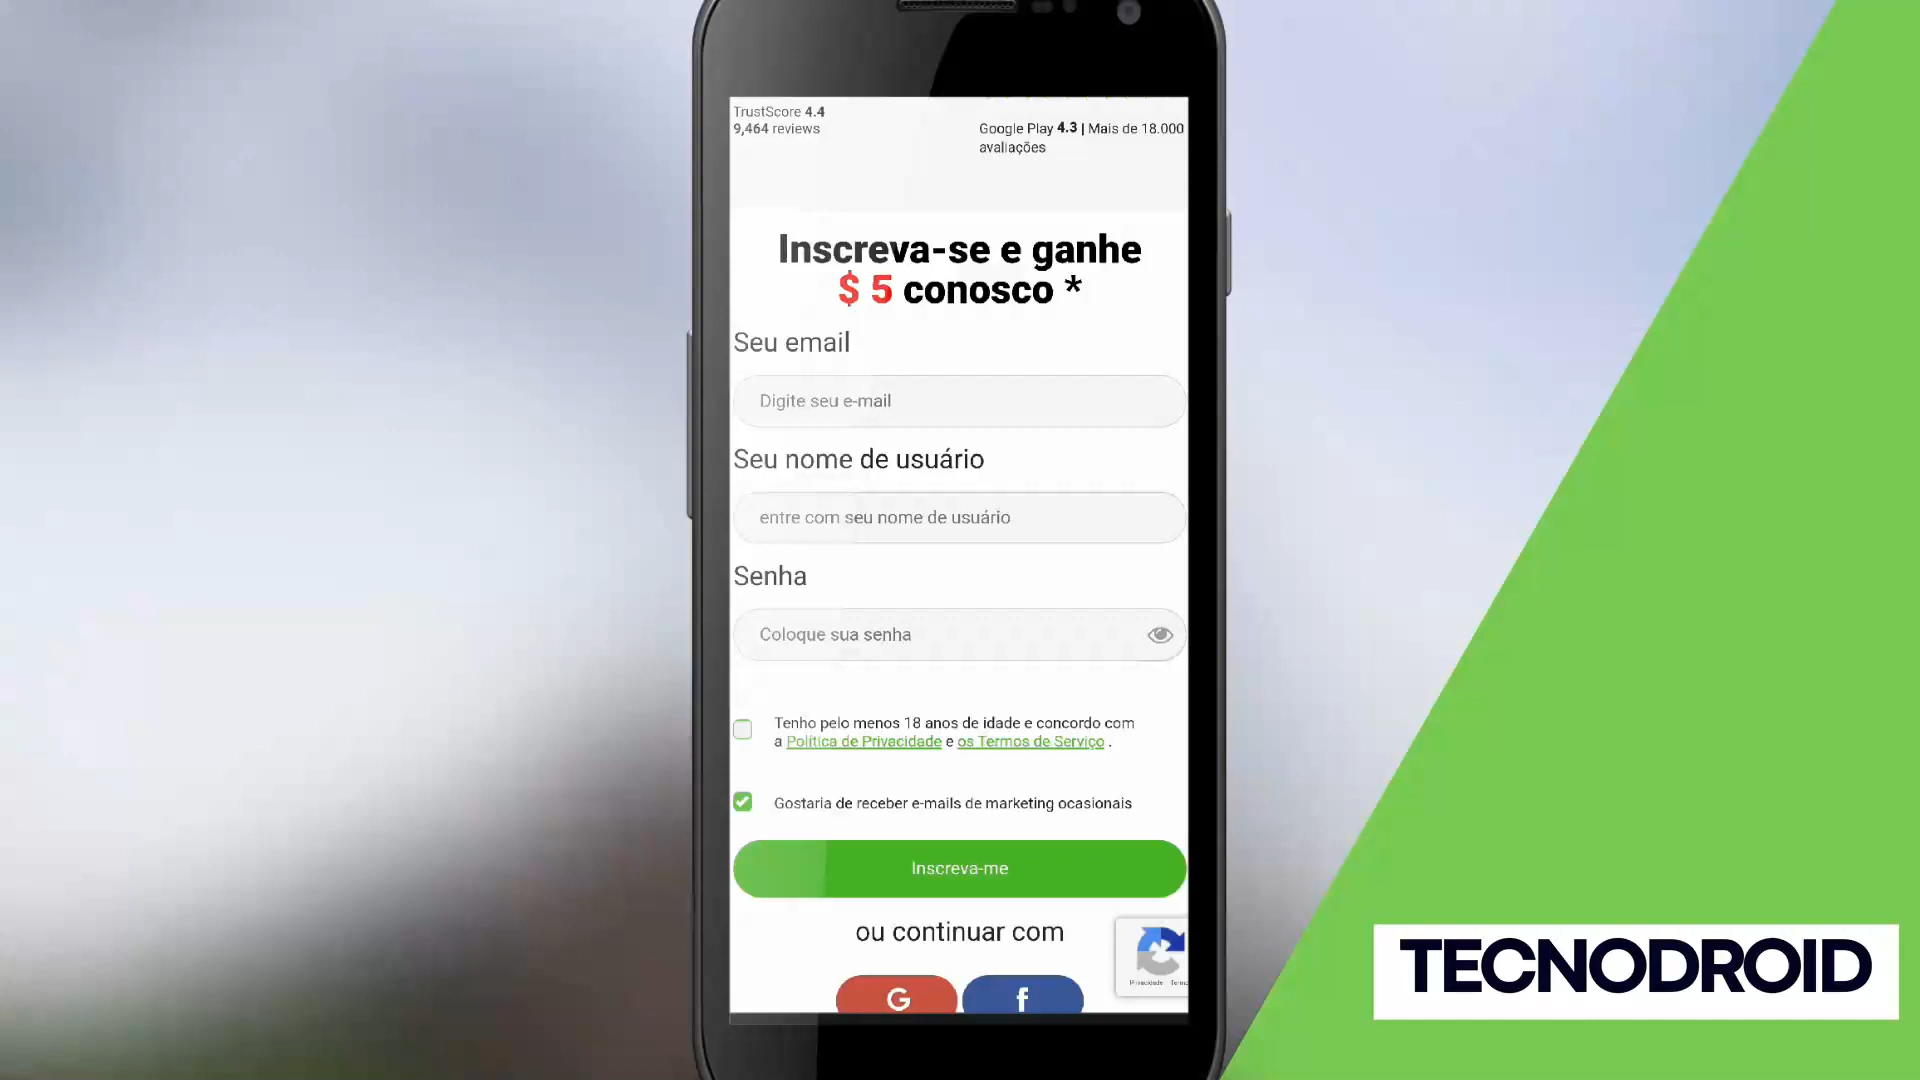 TrustScore 4.4
9,464 reviews
Google Play 4.3 | Mais de 18.000
avaliações
Inscreva-se e ganhe
$ 5 conosco *
Seu email
Digite seu e-mail
Seu nome de usuário
entre com seu nome de usuário
Senha
Coloque sua senha
Tenho pelo menos 18 anos de idade e concordo com
a Política de Privacidade e os Termos de Serviço .
Gostaria de receber e-mails de marketing ocasionais
Inscreva-me
ou continuar com
Privacidade
G
f
TECNODROID